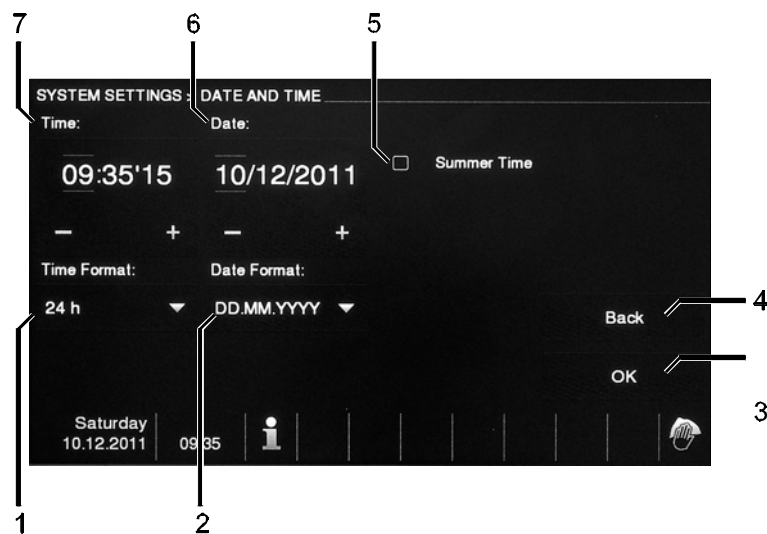 7 6 5
SYSTEM SETTINGS > DATE AND TIME
Time: Date:
09:35'15 10/12/2011 Summer Time
− + − +
Time Format: Date Format:
24 h DD.MM.YYYY
4
Back
OK
3
Saturday
10.12.2011 09:35
i
1 2